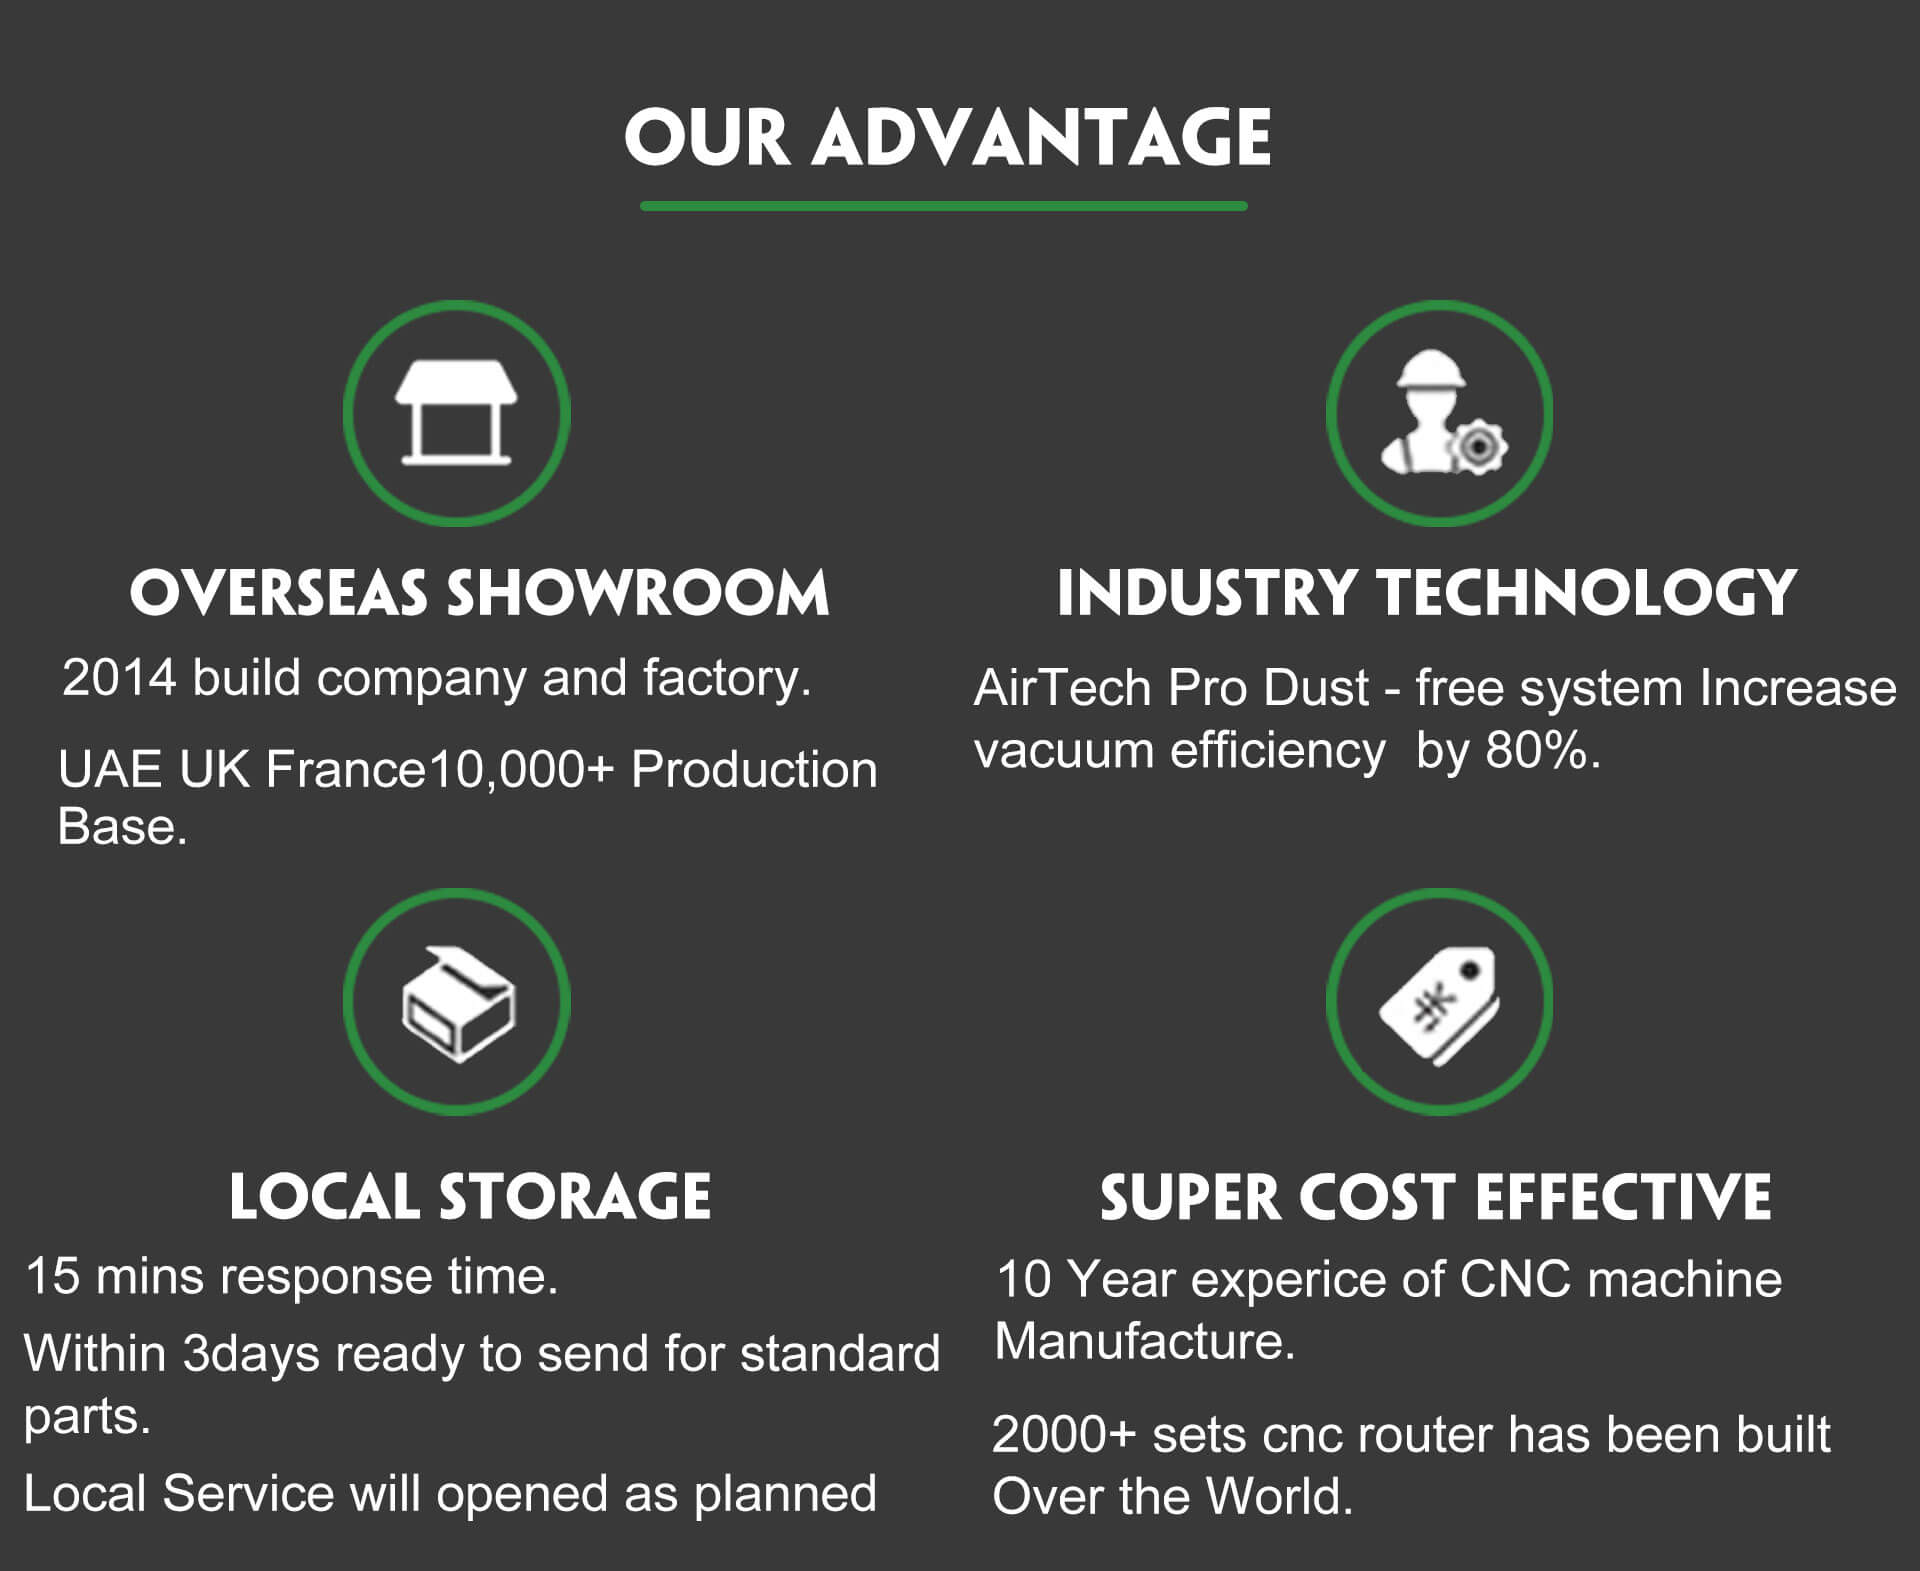 OUR ADVANTAGE
OVERSEAS SHOWROOM
2014 build company and factory.
UAE UK France10,000+ Production
Base.
INDUSTRY TECHNOLOGY
AirTech Pro Dust - free system Increase
vacuum efficiency  by 80%.
LOCAL STORAGE
15 mins response time.
Within 3days ready to send for standard
parts.
Local Service will opened as planned
SUPER COST EFFECTIVE
10 Year experice of CNC machine
Manufacture.
2000+ sets cnc router has been built
Over the World.